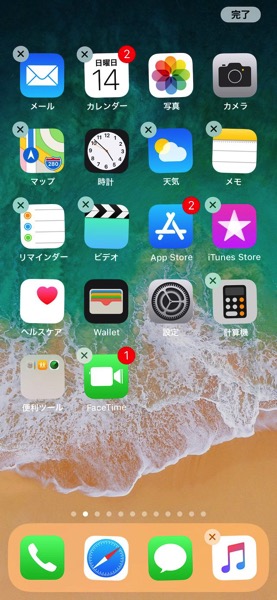 完了
2
日曜日
14
メール
カレンダー
写真
カメラ
280
マップ
時計
天気
メモ
2
リマインダー
ビデオ
App Store
iTunes Store
ヘルスケア
Wallet
設定
計算機
1
便利ツール
FaceTime